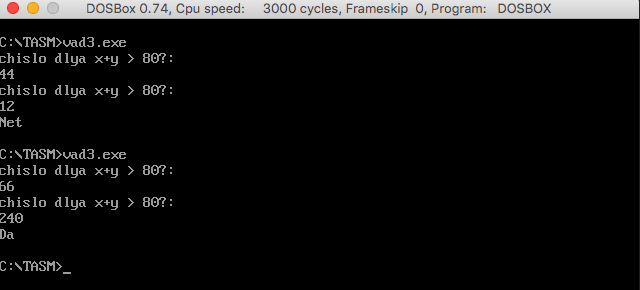 DOSBox 0.74, Cpu speed:    3000 cycles, Frameskip  0, Program:   DOSBOX
C:\TASM>vad3.exe
chislo dlya x+y > 80?:
44
chislo dlya x+y > 80?:
12
Net
C:\TASM>vad3.exe
chislo dlya x+y > 80?:
66
chislo dlya x+y > 80?:
240
Da
C:\TASM>_